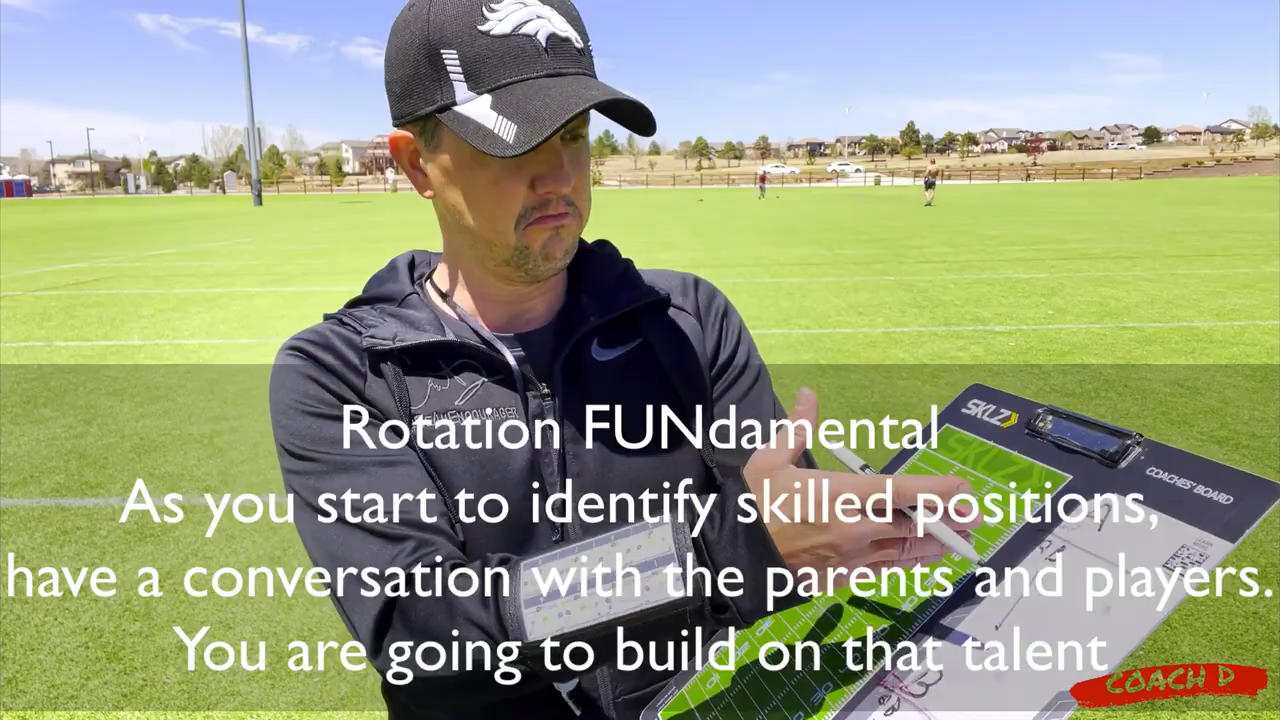 Rotation FUNdamental
As you start to identify skilled positions,
have a conversation with the parents and players.
You are going to build on that talent
SKLZ
COACHES' BOARD
SKLZ
COACH D